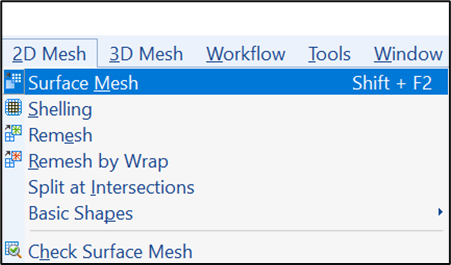 2D Mesh 3D Mesh Workflow Tools Window
Surface Mesh Shift + F2
Shelling
Remesh
Remesh by Wrap
Split at Intersections
Basic Shapes
Check Surface Mesh